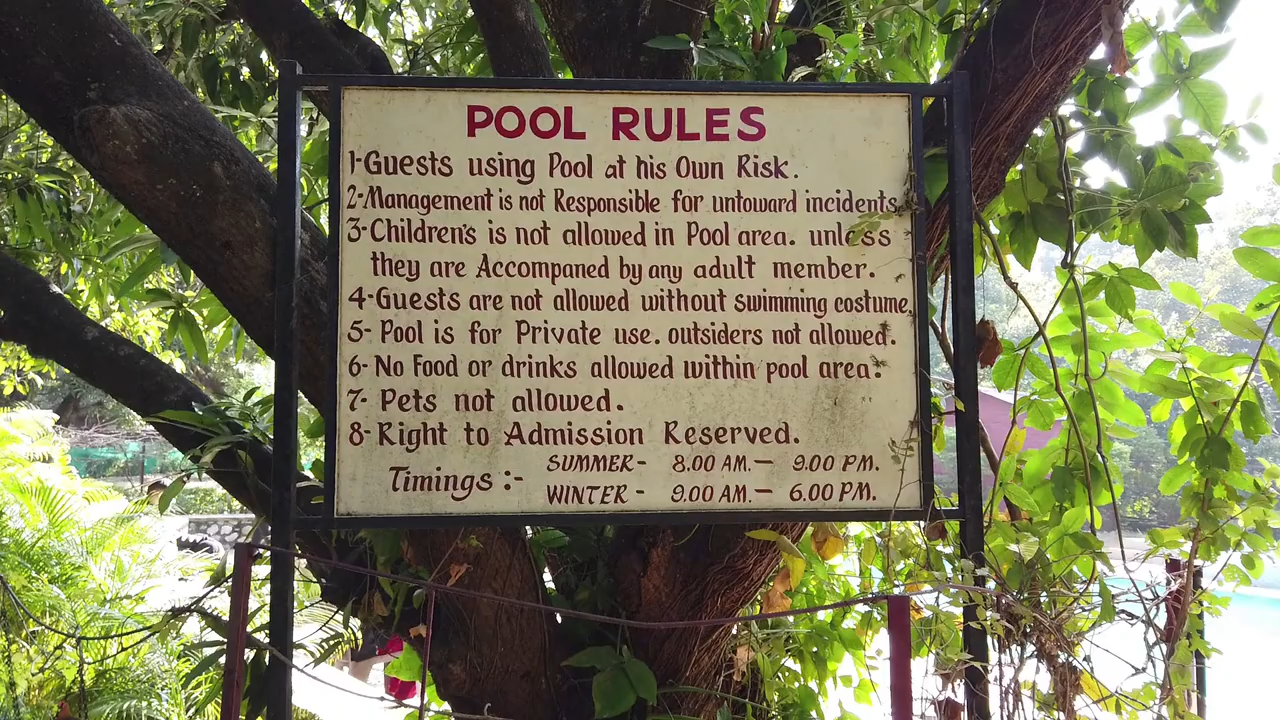 POOL RULES
1-Guests using Pool at his Own Risk.
2-Management is not Responsible for untoward incidents.
3-Children's is not allowed in Pool area. unless
they are Accompaned by any adult member.
4-Guests are not allowed without swimming costume.
5- Pool is for Private use. outsiders not allowed.
6- No Food or drinks allowed within pool area.
7- Pets not allowed.
8- Right to Admission Reserved.
Timings :- SUMMER- 8.00 AM.- 9.00 PM.
WINTER - 9.00 AM.- 6.00 PM.